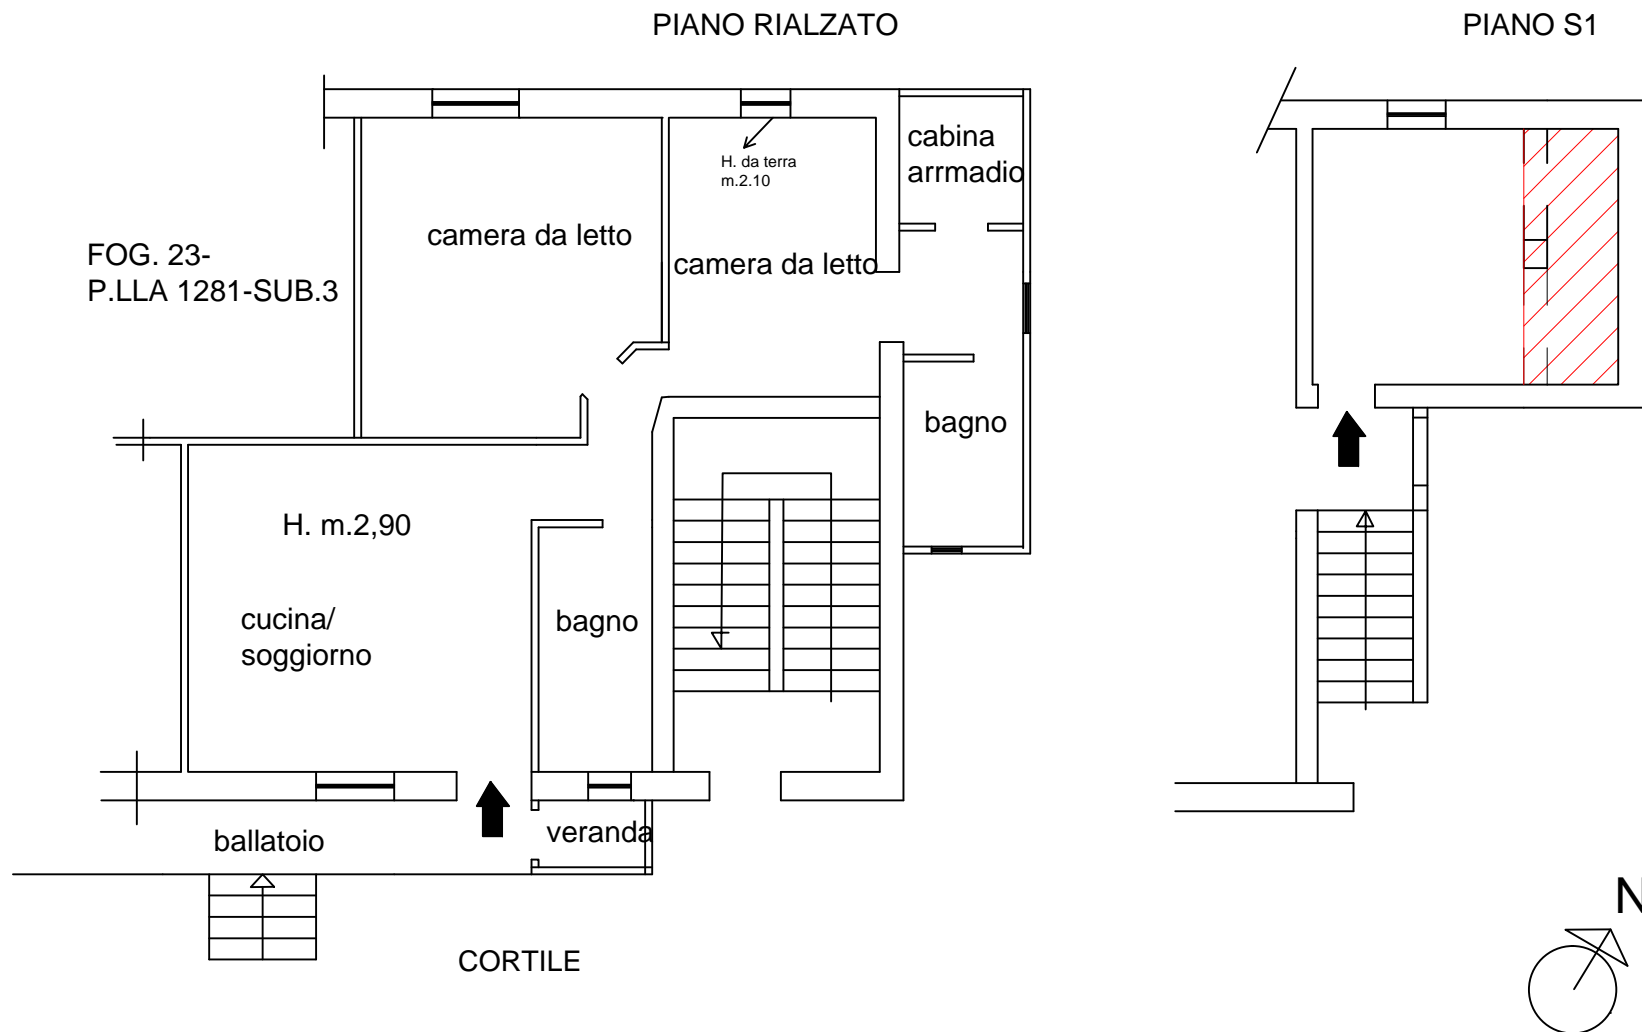 PIANO RIALZATO
PIANO S1
cabina
arrmadio
H. da terra
m.2.10
camera da letto
camera da letto
FOG. 23-
P.LLA 1281-SUB.3
bagno
H. m.2,90
cucina/
soggiorno
bagno
ballatoio
veranda
CORTILE
N